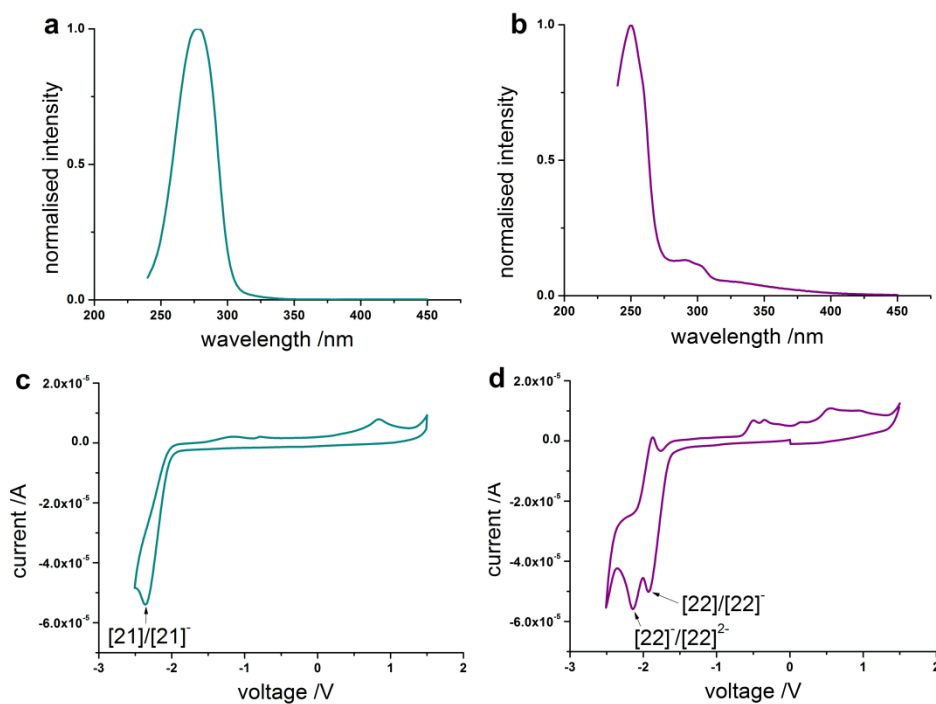 a
1.0
0.5
0.0
normalised intensity
200 250 300 350 400 450
wavelength /nm
b
1.0
0.5
0.0
normalised intensity
200 250 300 350 400 450
wavelength /nm
c
2.0x10⁻⁵
0.0
-2.0x10⁻⁵
-4.0x10⁻⁵
-6.0x10⁻⁵
current /A
[21]/[21]⁻
-3 -2 -1 0 1 2
voltage /V
d
2.0x10⁻⁵
0.0
-2.0x10⁻⁵
-4.0x10⁻⁵
-6.0x10⁻⁵
current /A
[22]/[22]⁻
[22]⁻/[22]²⁻
-3 -2 -1 0 1 2
voltage /V